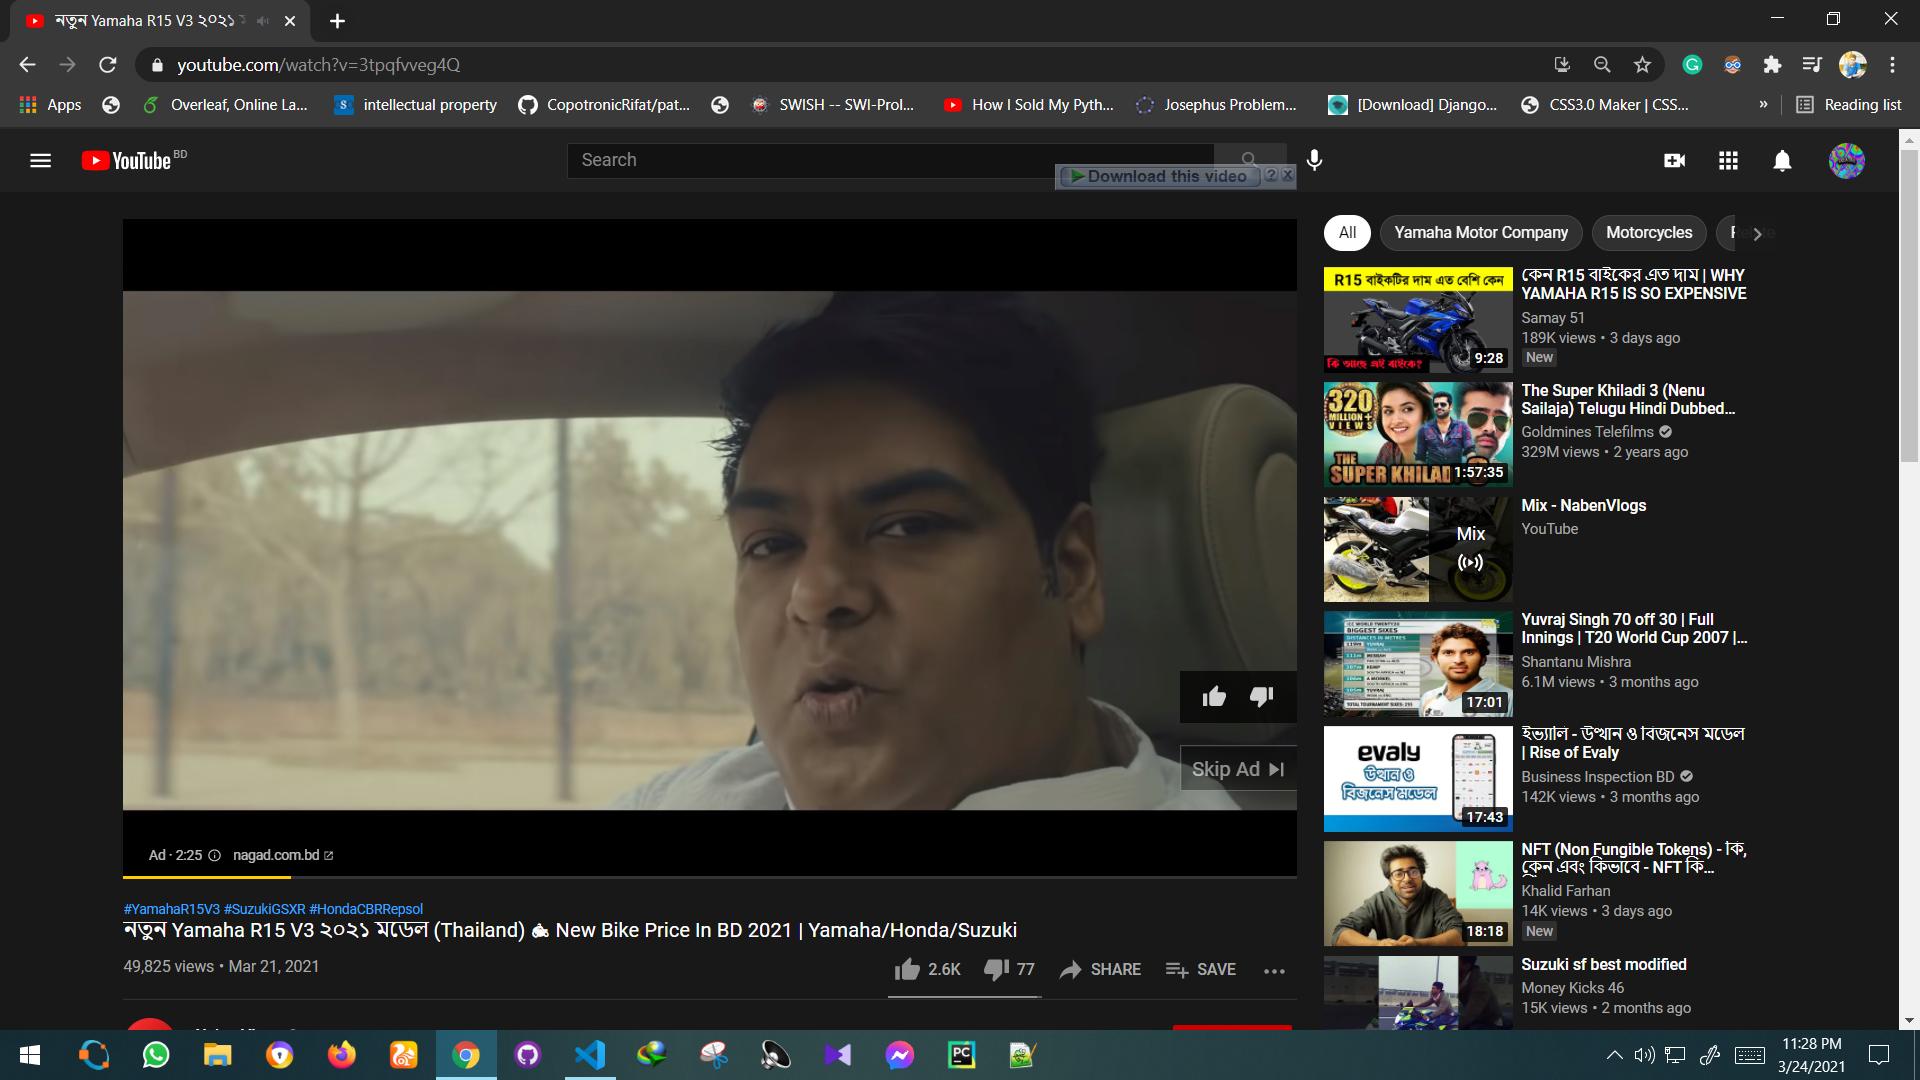 নতুন Yamaha R15 V3 ২০২১
youtube.com/watch?v=3tpqfvveg4Q
Apps
Overleaf, Online La...
intellectual property
CopotronicRifat/pat...
SWISH -- SWI-Prol...
How I Sold My Pyth...
Josephus Problem...
[Download] Django...
CSS3.0 Maker | CSS...
»
Reading list
YouTube BD
Search
Download this video
All
Yamaha Motor Company
Motorcycles
R15 বাইকটির দাম এত বেশি কেন
কি আছে এই বাইকে?
9:28
কেন R15 বাইকের এত দাম | WHY
YAMAHA R15 IS SO EXPENSIVE
Samay 51
189K views • 3 days ago
New
320
MILLION+
VIEWS
THE
SUPER KHILAD
1:57:35
The Super Khiladi 3 (Nenu
Sailaja) Telugu Hindi Dubbed...
Goldmines Telefilms
329M views • 2 years ago
Mix
Mix - NabenVlogs
YouTube
ICC WORLD TWENTY20
BIGGEST SIXES
DISTANCES IN METRES
17:01
Yuvraj Singh 70 off 30 | Full
Innings | T20 World Cup 2007 |...
Shantanu Mishra
6.1M views • 3 months ago
evaly
উত্থান ও
বিজনেস মডেল
17:43
ইভ্যালি - উত্থান ও বিজনেস মডেল
| Rise of Evaly
Business Inspection BD
142K views • 3 months ago
18:18
NFT (Non Fungible Tokens) - কি,
কেন এবং কিভাবে - NFT কি...
Khalid Farhan
14K views • 3 days ago
New
Suzuki sf best modified
Money Kicks 46
15K views • 2 months ago
Skip Ad
Ad · 2:25
nagad.com.bd
#YamahaR15V3 #SuzukiGSXR #HondaCBRRepsol
নতুন Yamaha R15 V3 ২০২১ মডেল (Thailand) 🏍 New Bike Price In BD 2021 | Yamaha/Honda/Suzuki
49,825 views • Mar 21, 2021
2.6K
77
SHARE
SAVE
11:28 PM
3/24/2021